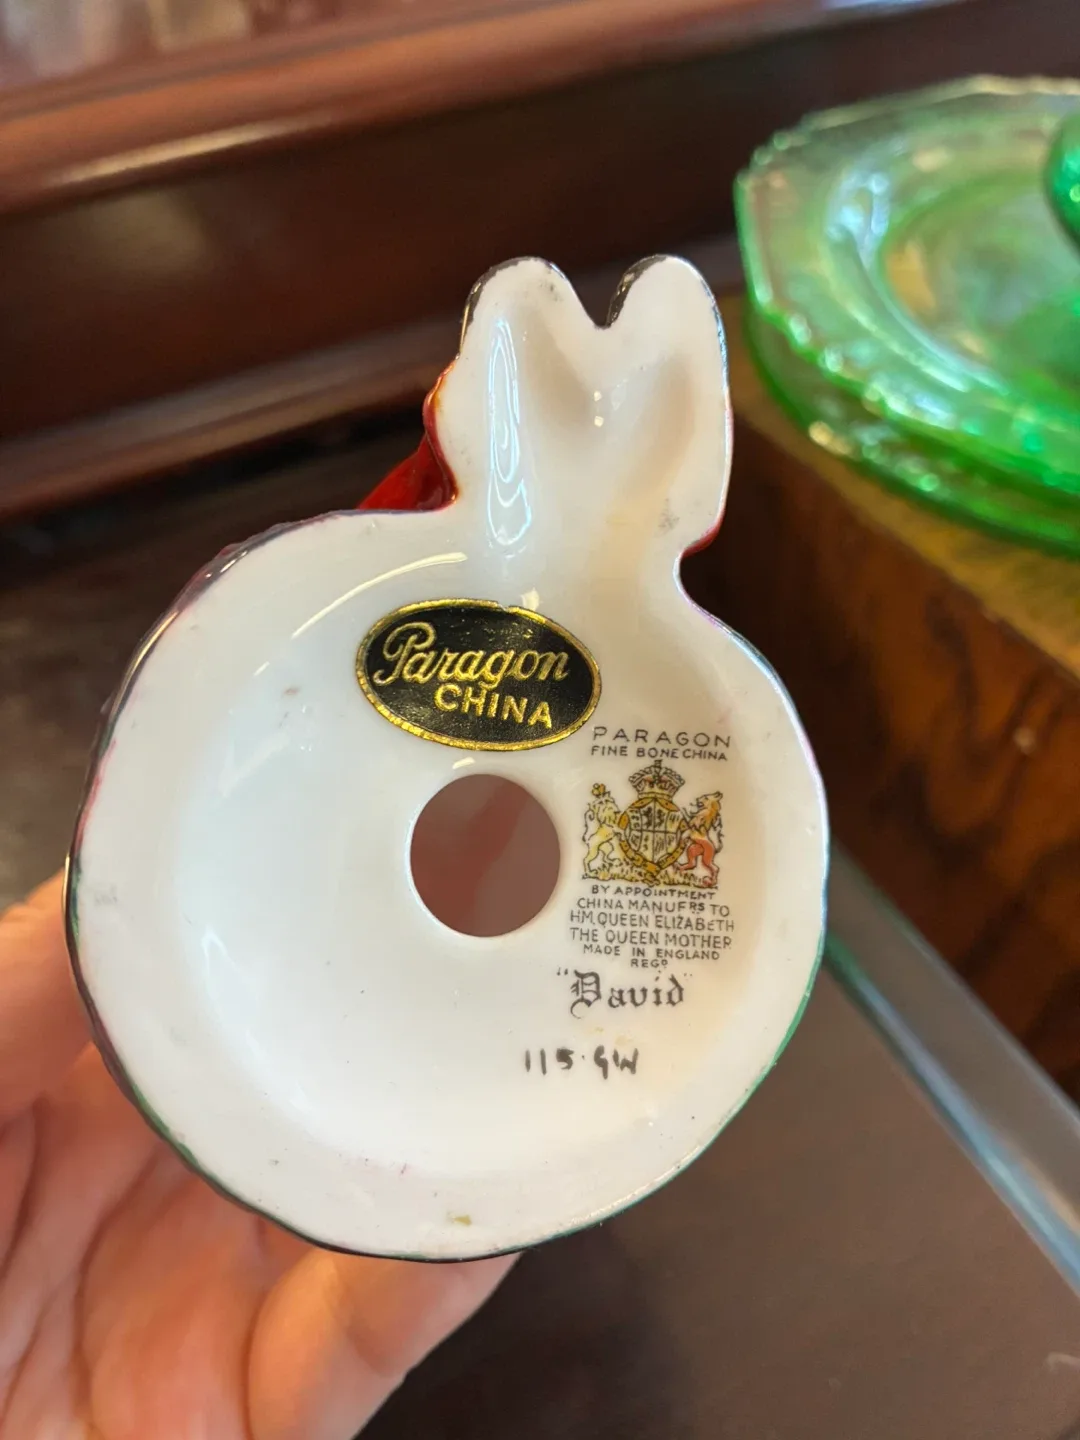 Paragon
CHINA
PARAGON
FINE BONE CHINA
BY APPOINTMENT
CHINA MANUFRS TO
H.M. QUEEN ELIZABETH
THE QUEEN MOTHER
MADE IN ENGLAND
REGD
"David"
115·GW